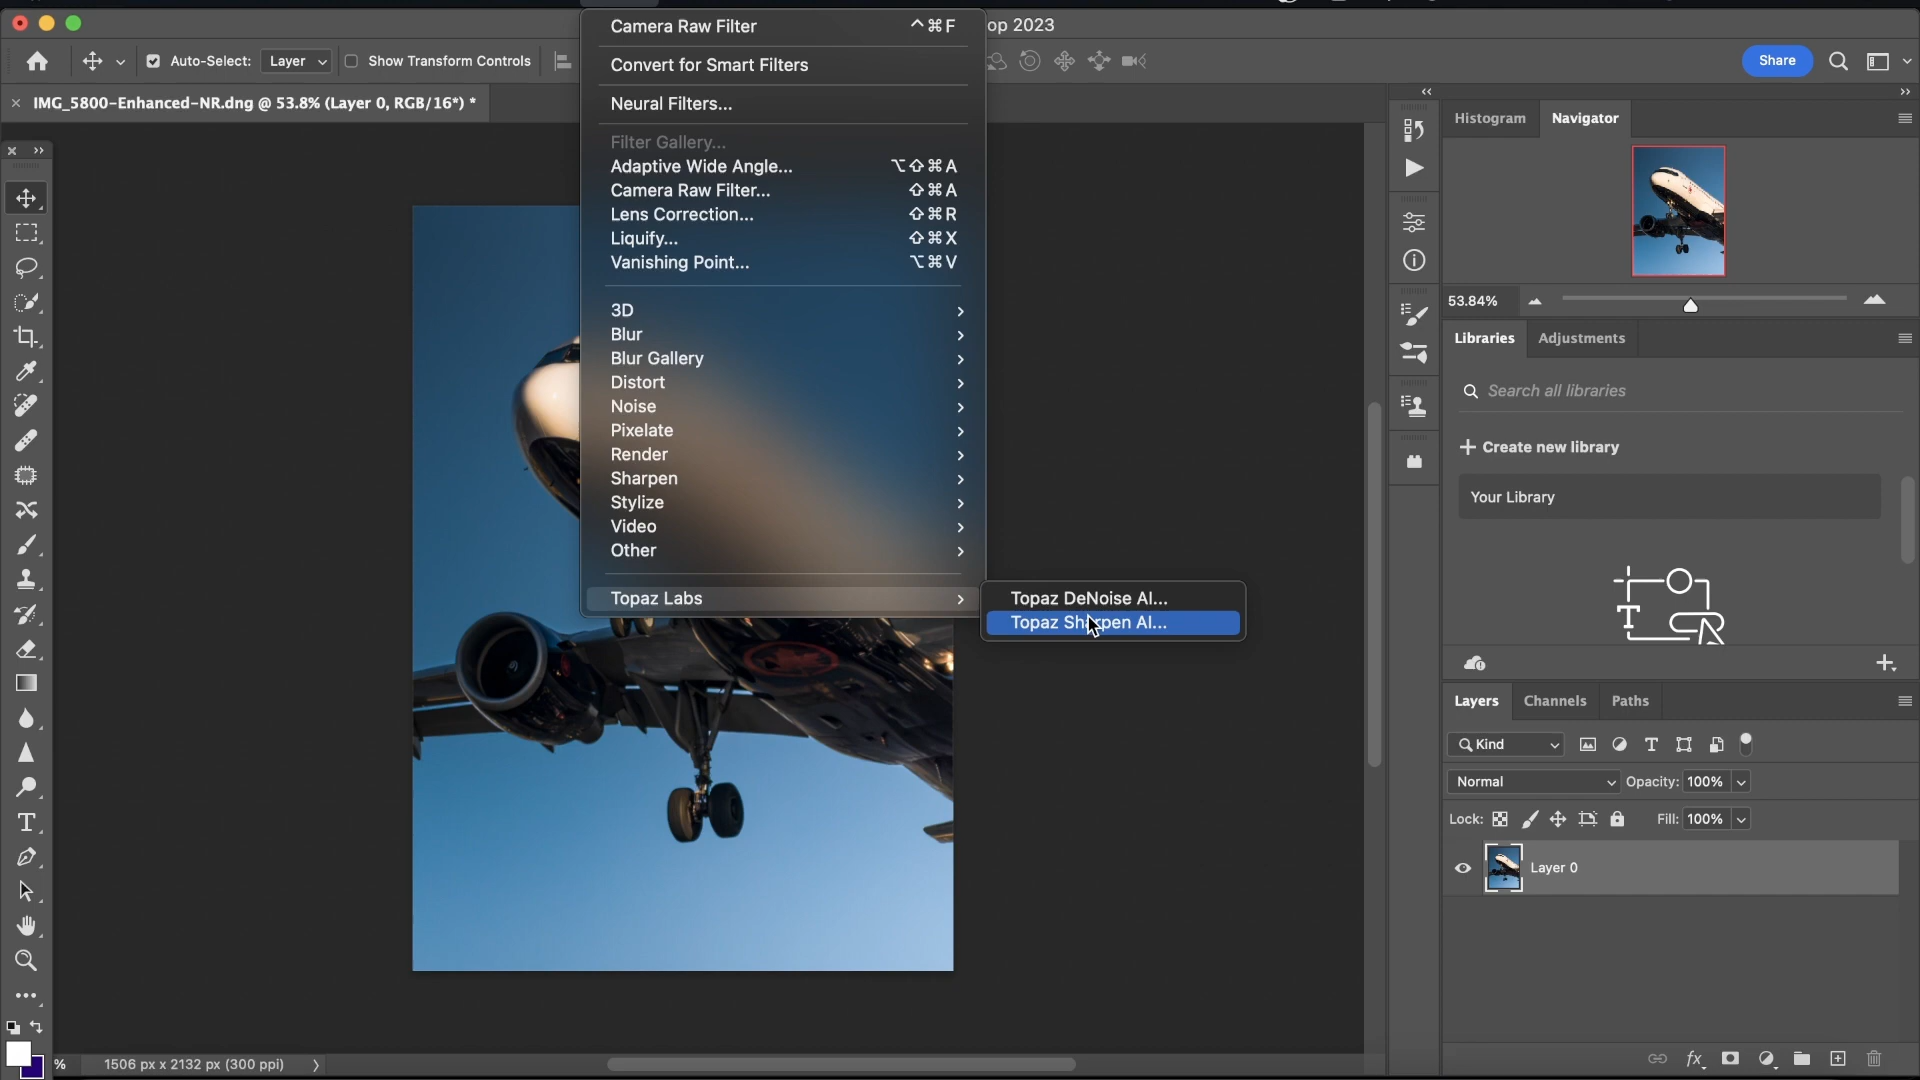 op 2023
Auto-Select:
Layer
Show Transform Controls
Share
IMG_5800-Enhanced-NR.dng @ 53.8% (Layer 0, RGB/16*) *
Camera Raw Filter ^⌘F
Convert for Smart Filters
Neural Filters...
Filter Gallery...
Adaptive Wide Angle... ⌥⇧⌘A
Camera Raw Filter... ⇧⌘A
Lens Correction... ⇧⌘R
Liquify... ⇧⌘X
Vanishing Point... ⌥⌘V
3D
Blur
Blur Gallery
Distort
Noise
Pixelate
Render
Sharpen
Stylize
Video
Other
Topaz Labs
Topaz DeNoise AI...
Topaz Sharpen AI...
Histogram
Navigator
53.84%
Libraries
Adjustments
Search all libraries
Create new library
Your Library
Layers
Channels
Paths
Kind
Normal
Opacity: 100%
Lock:
Fill: 100%
Layer 0
%
1506 px x 2132 px (300 ppi)